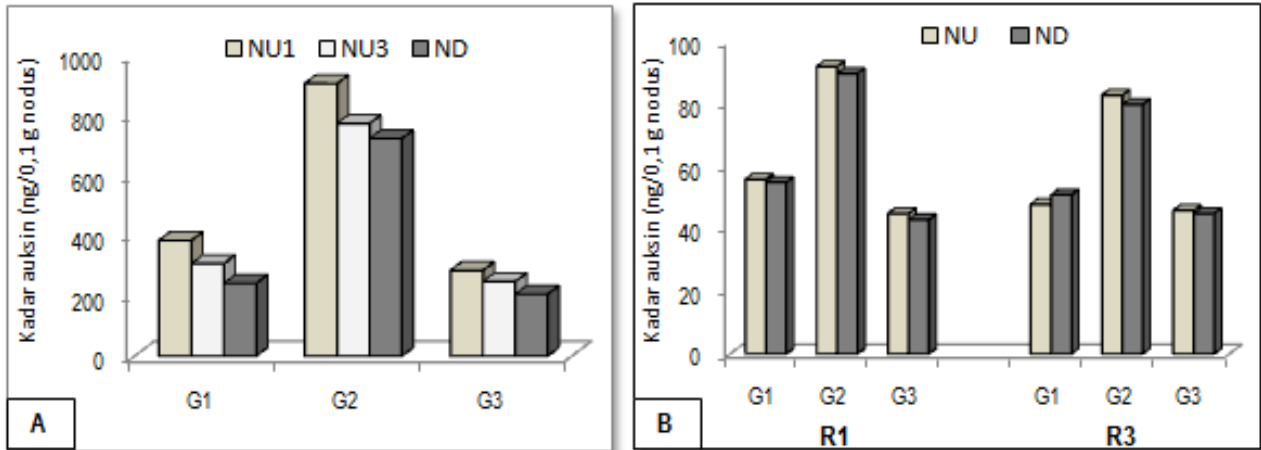 Kadar auksin (ng/0,1 g nodus)
NU1 NU3 ND
1000
800
600
400
200
0
G1 G2 G3
A
Kadar auksin (ng/0,1 g nodus)
NU ND
100
80
60
40
20
0
G1 G2 G3 G1 G2 G3
R1 R3
B